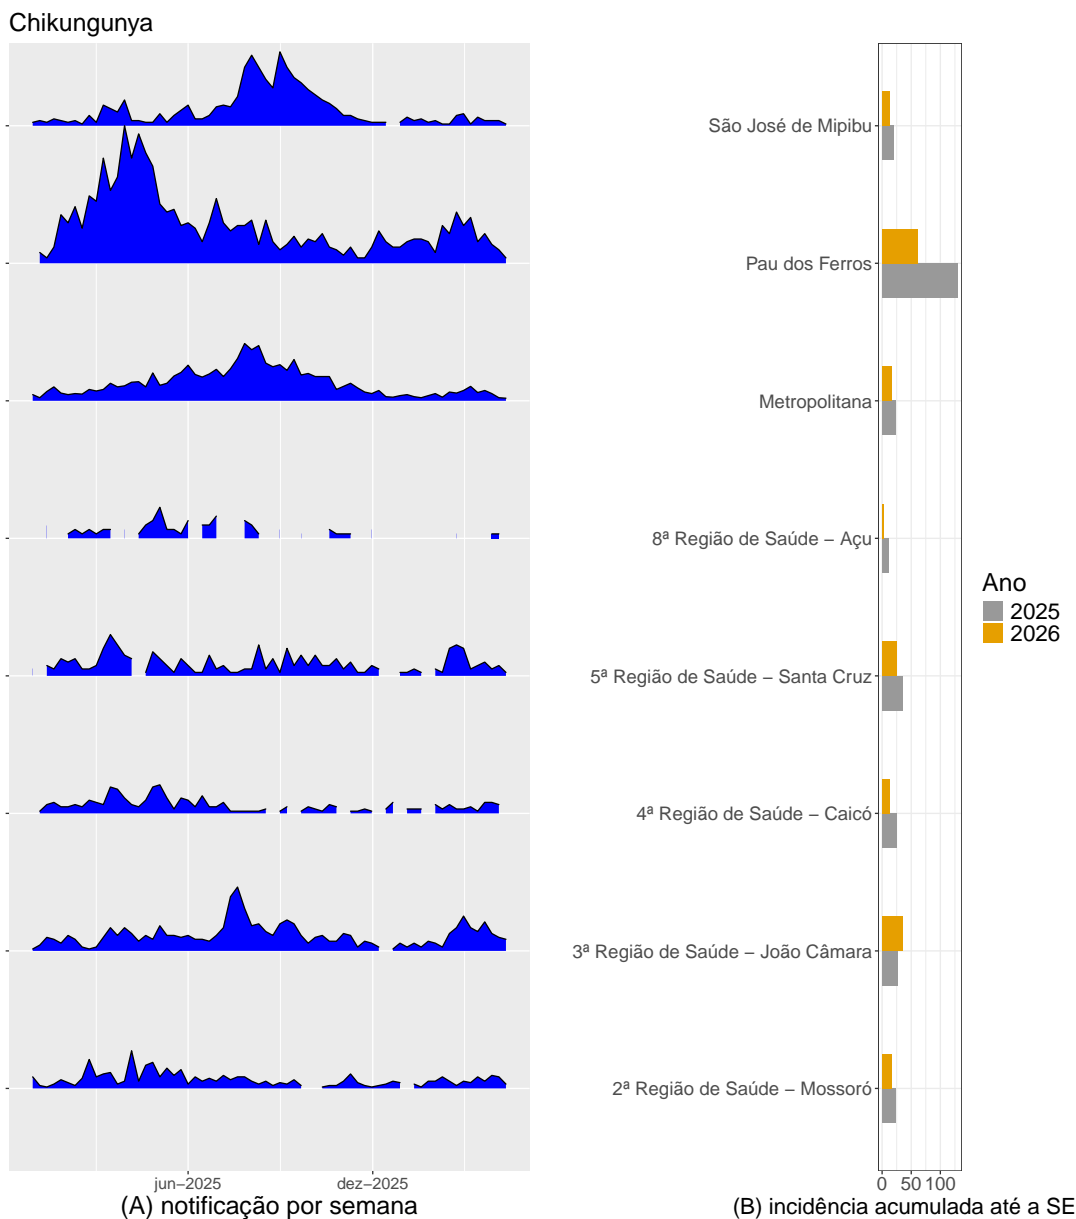 Chikungunya
São José de Mipibu
Pau dos Ferros
Metropolitana
8ª Região de Saúde − Açu
5ª Região de Saúde − Santa Cruz
4ª Região de Saúde − Caicó
3ª Região de Saúde − João Câmara
2ª Região de Saúde − Mossoró
Ano
2025
2026
jun−2025 dez−2025
(A) notificação por semana
0 50 100
(B) incidência acumulada até a SE